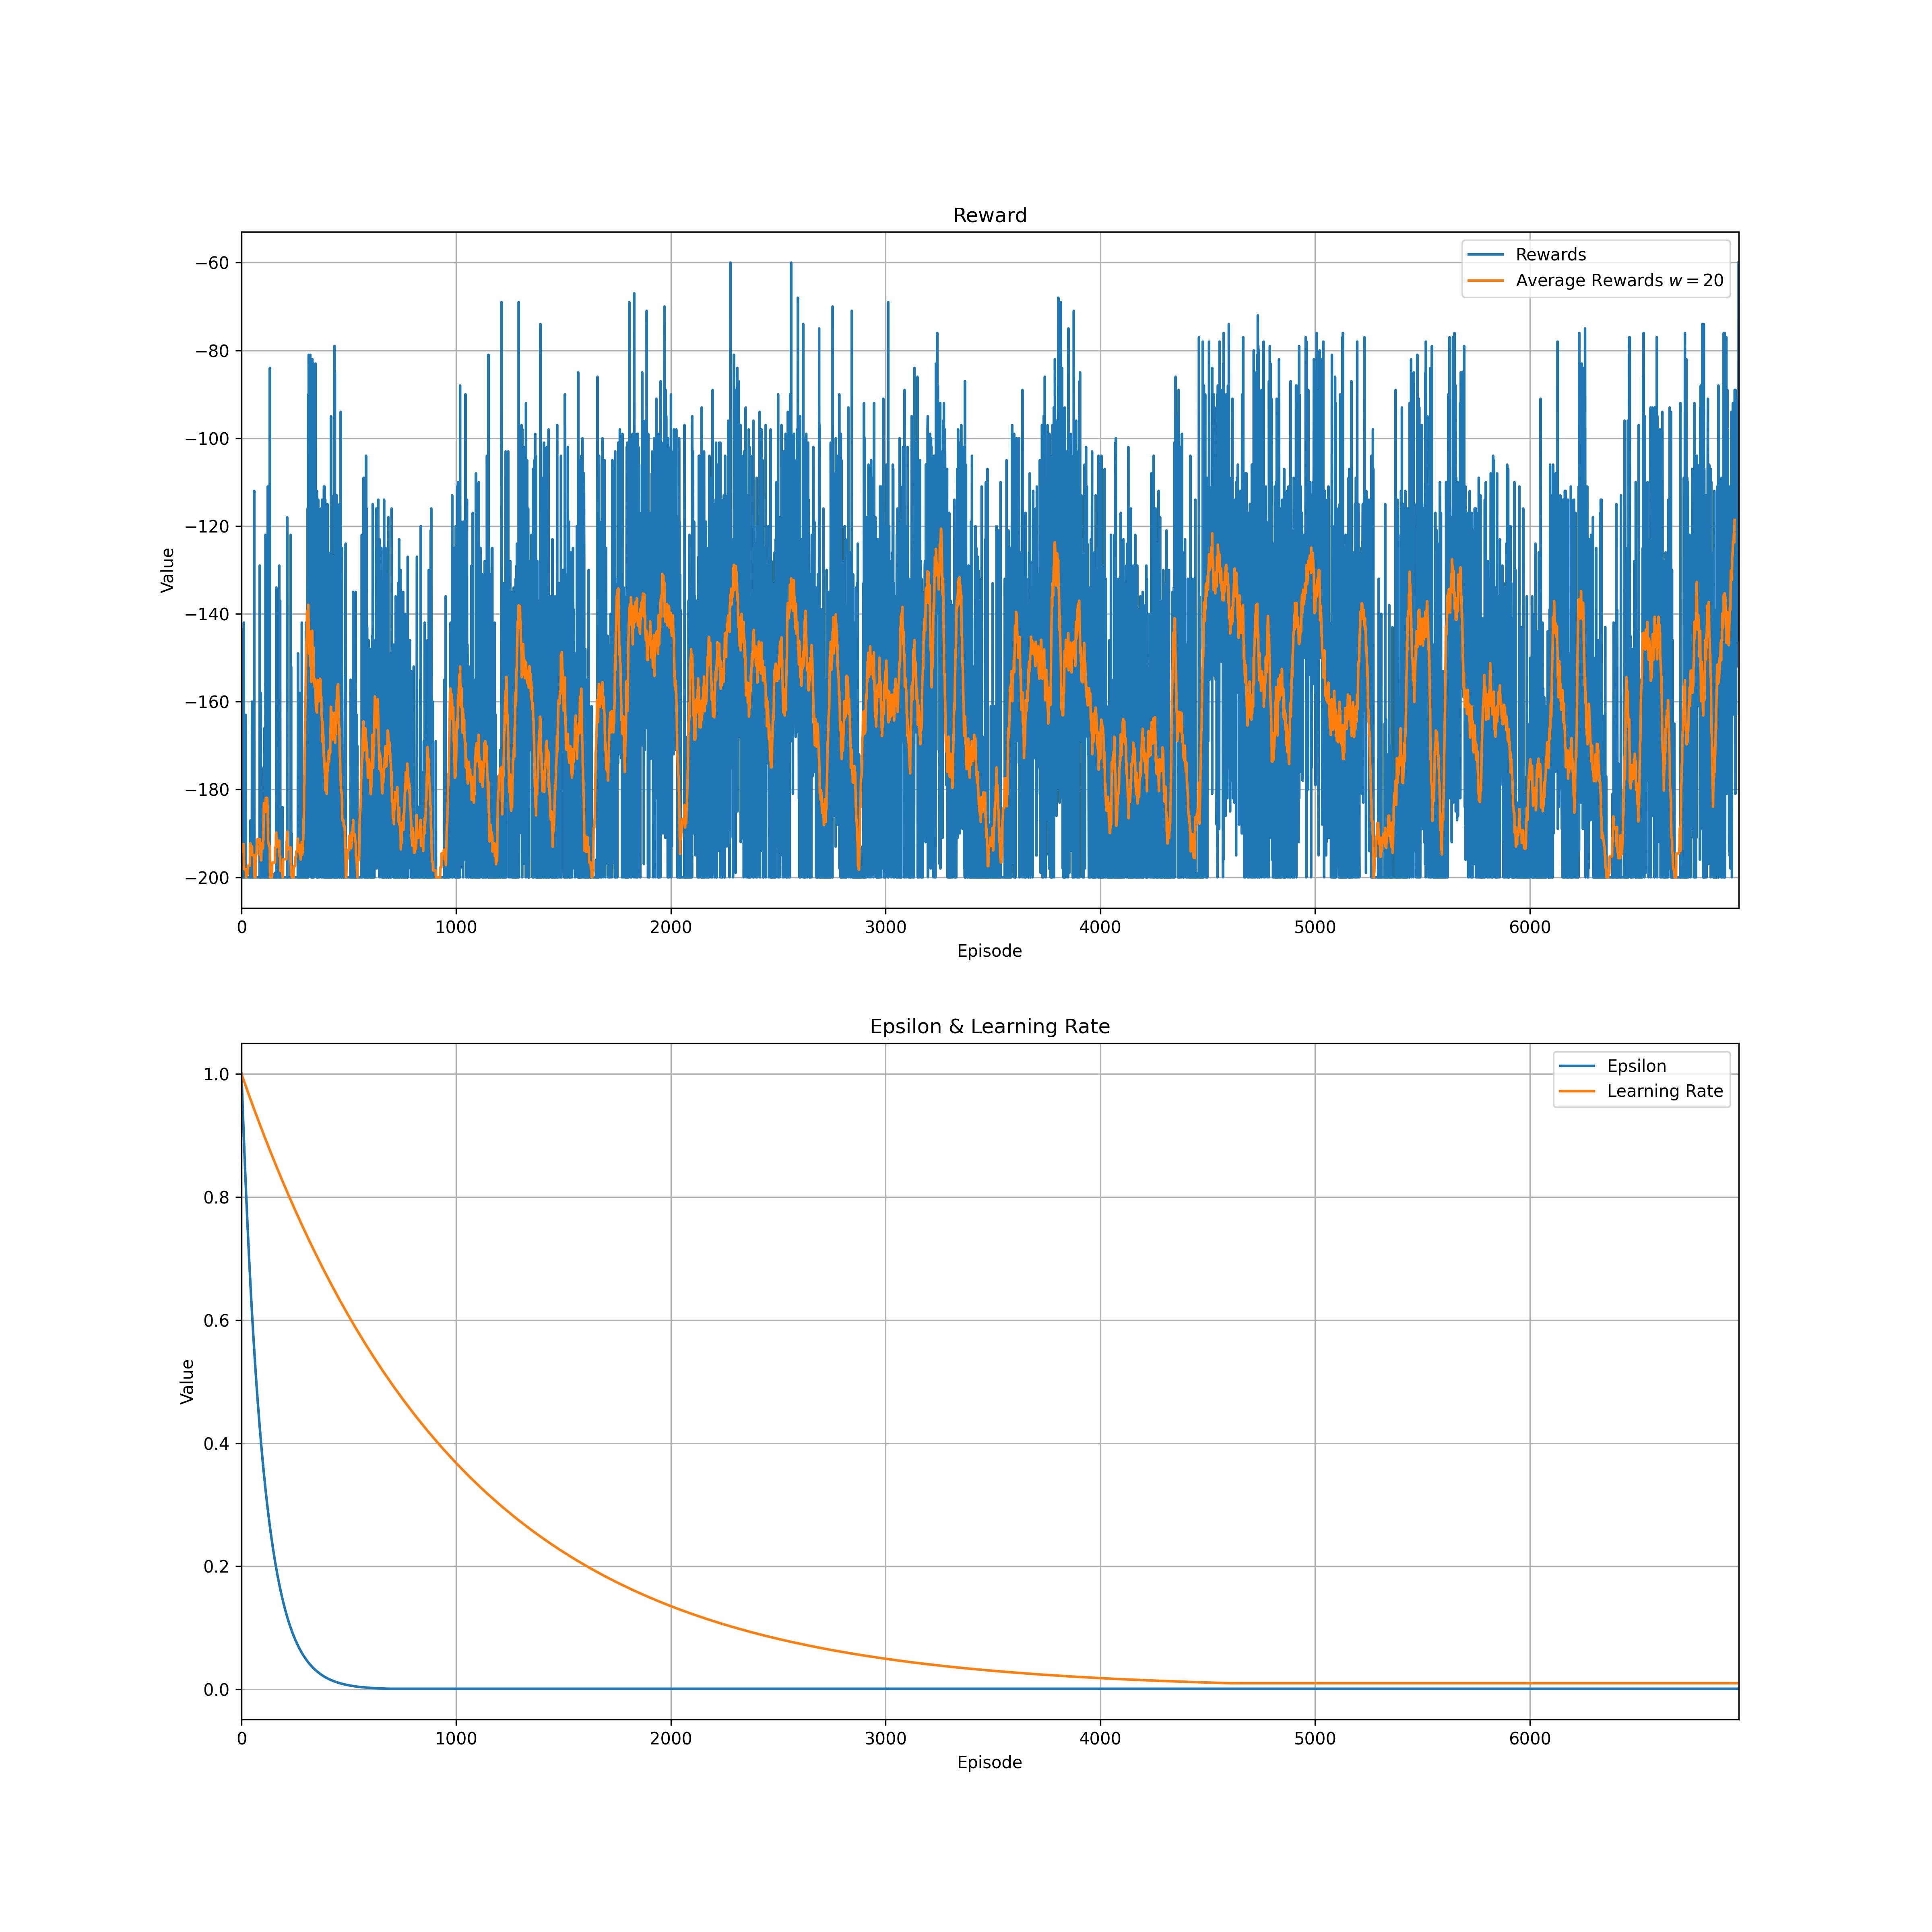 Reward
Rewards
Average Rewards w = 20
Value
−60
−80
−100
−120
−140
−160
−180
−200
0 1000 2000 3000 4000 5000 6000
Episode
Epsilon & Learning Rate
Epsilon
Learning Rate
Value
1.0
0.8
0.6
0.4
0.2
0.0
0 1000 2000 3000 4000 5000 6000
Episode